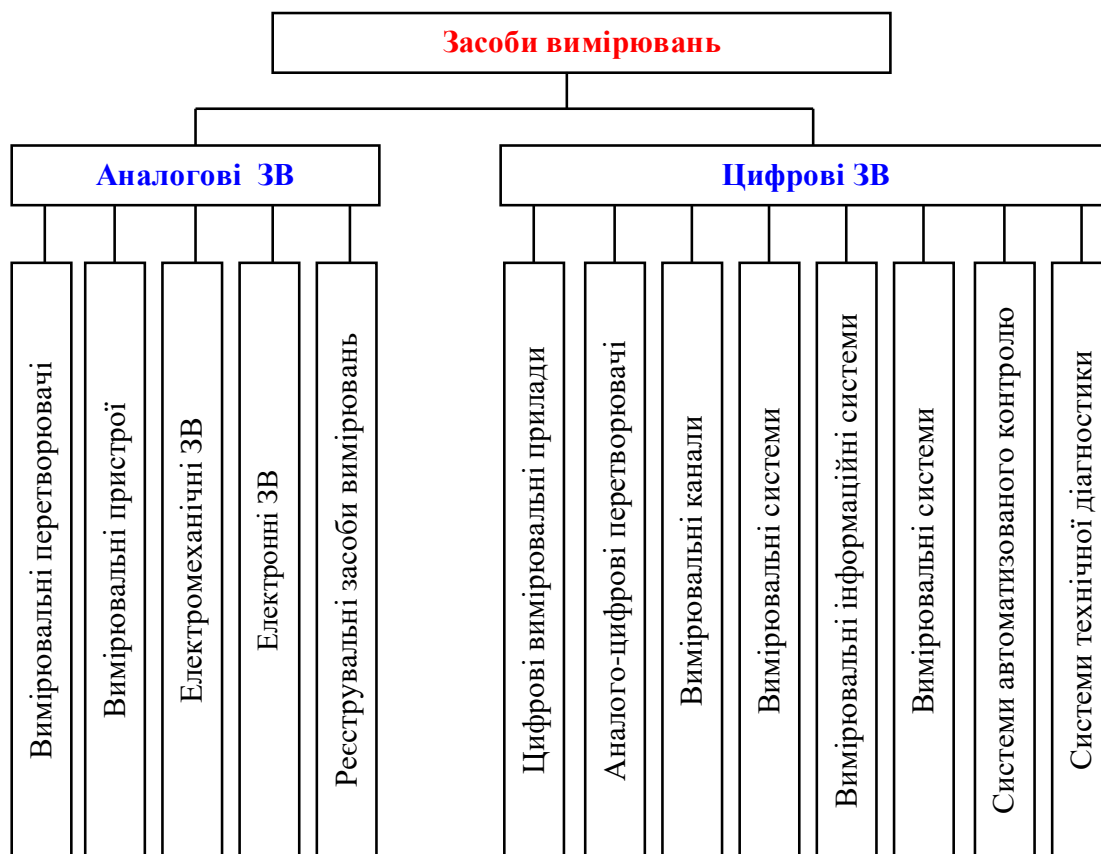 Засоби вимірювань
Аналогові ЗВ
Цифрові ЗВ
Вимірювальні перетворювачі
Вимірювальні пристрої
Електромеханічні ЗВ
Електронні ЗВ
Реєструвальні засоби вимірювань
Цифрові вимірювальні прилади
Аналого-цифрові перетворювачі
Вимірювальні канали
Вимірювальні системи
Вимірювальні інформаційні системи
Вимірювальні системи
Системи автоматизованого контролю
Системи технічної діагностики